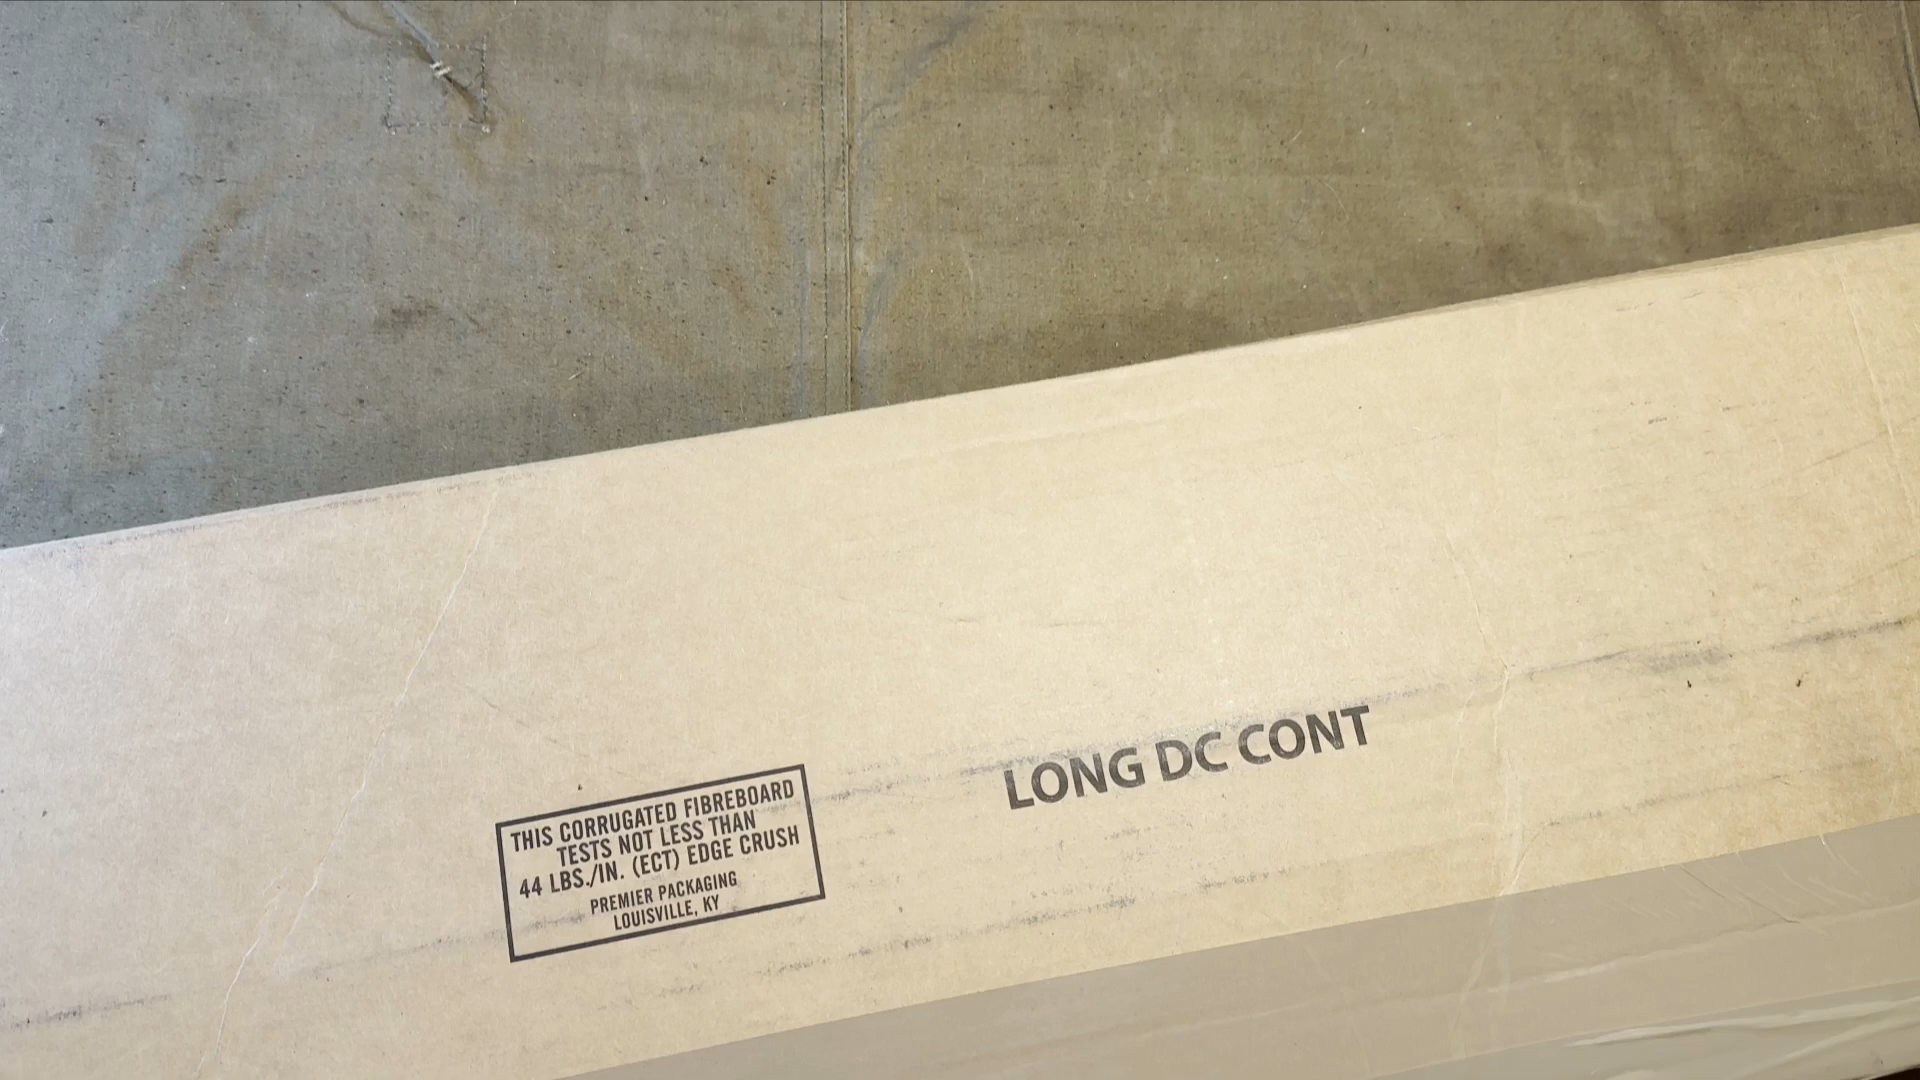 THIS CORRUGATED FIBREBOARD
TESTS NOT LESS THAN
44 LBS./IN. (ECT) EDGE CRUSH
PREMIER PACKAGING
LOUISVILLE, KY
LONG DC CONT